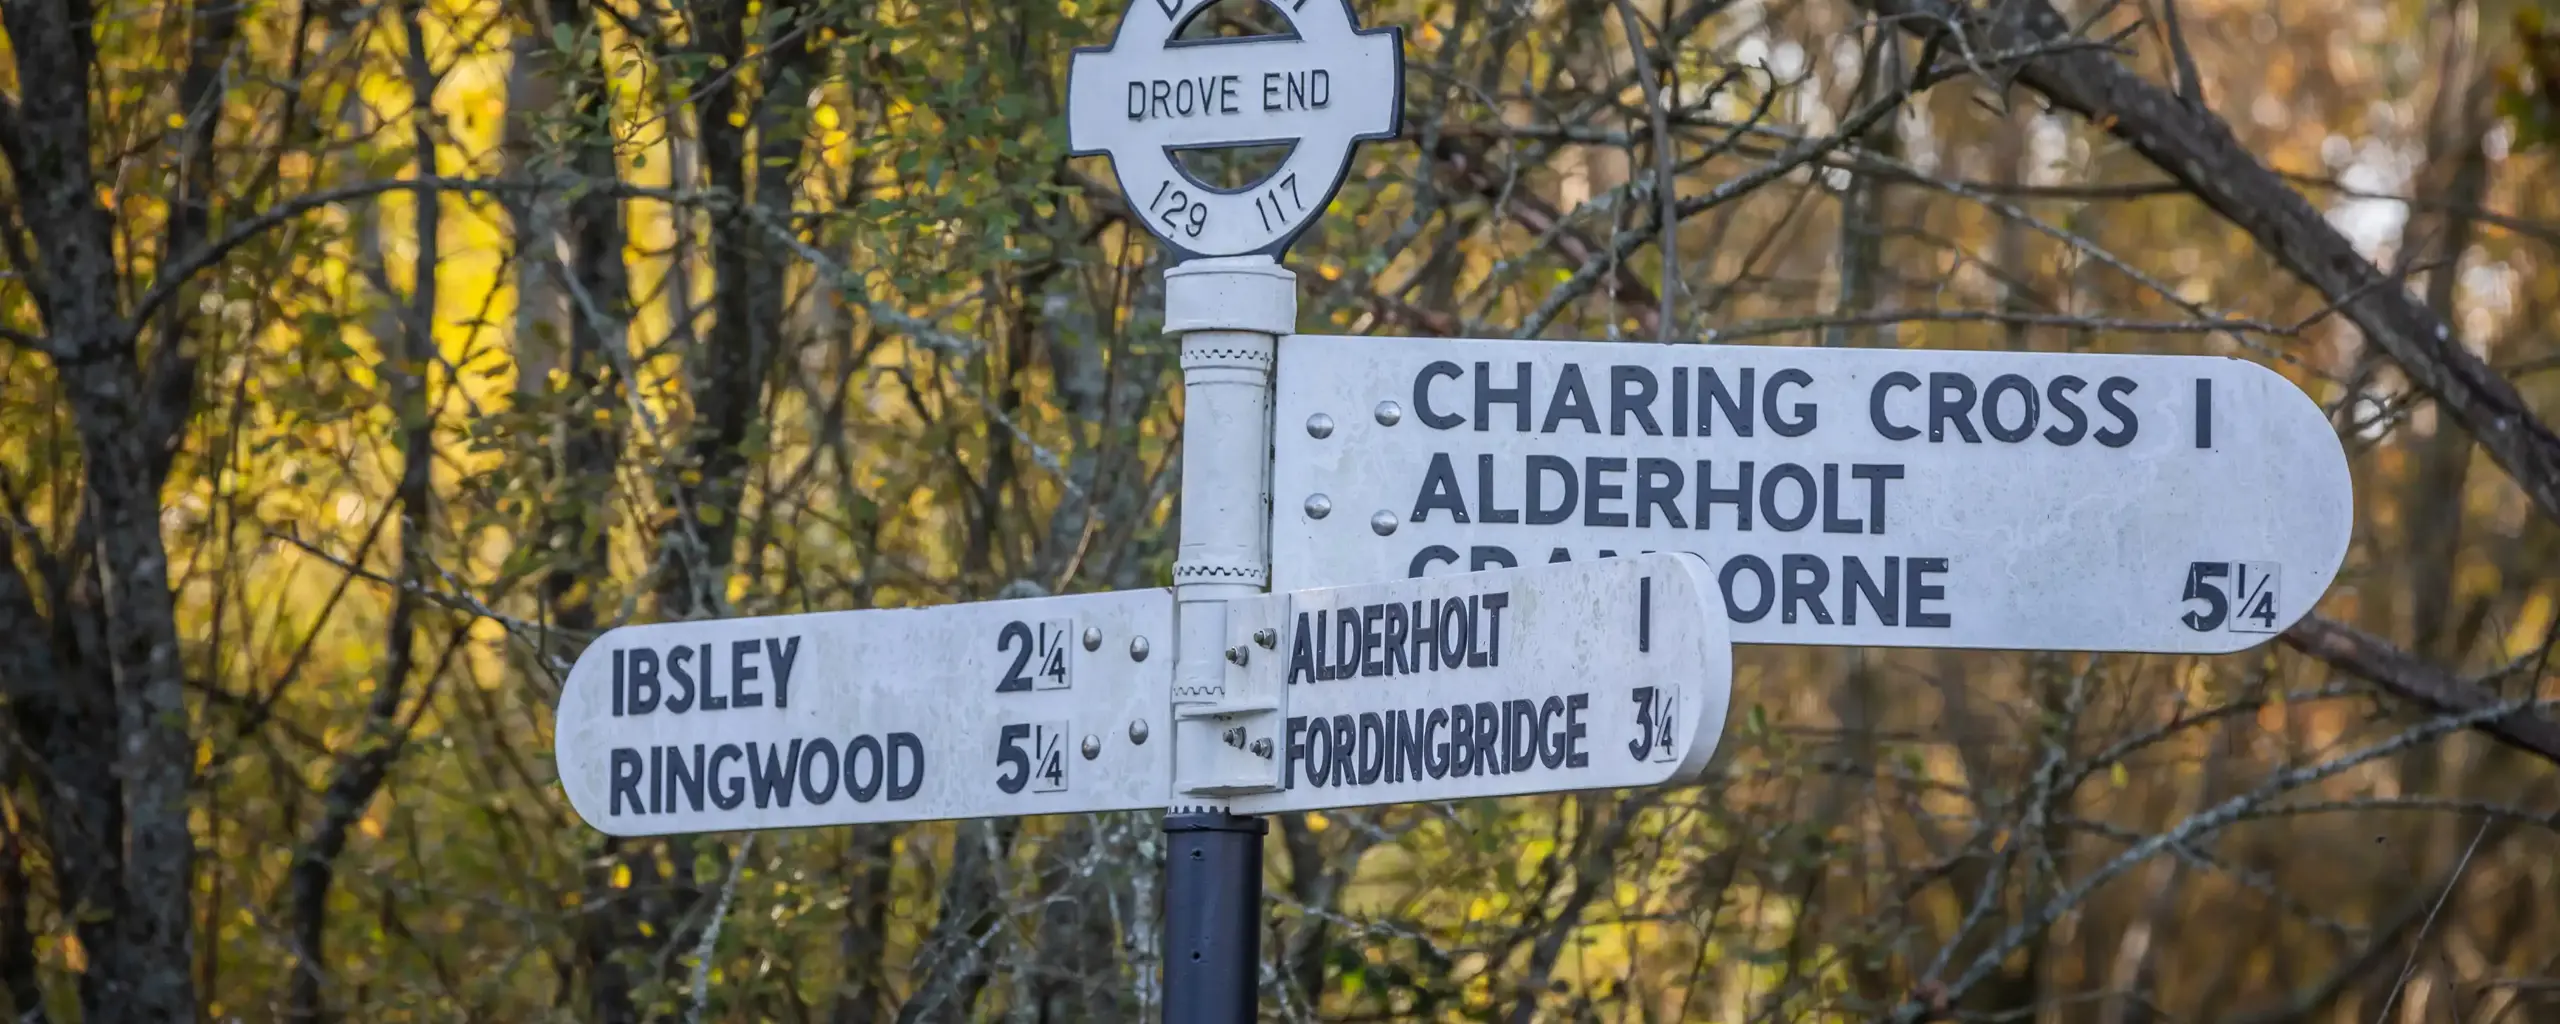 DROVE END
129 117
CHARING CROSS 1
ALDERHOLT
CRANBORNE 5¼
IBSLEY 2¼
RINGWOOD 5¼
ALDERHOLT 1
FORDINGBRIDGE 3¼